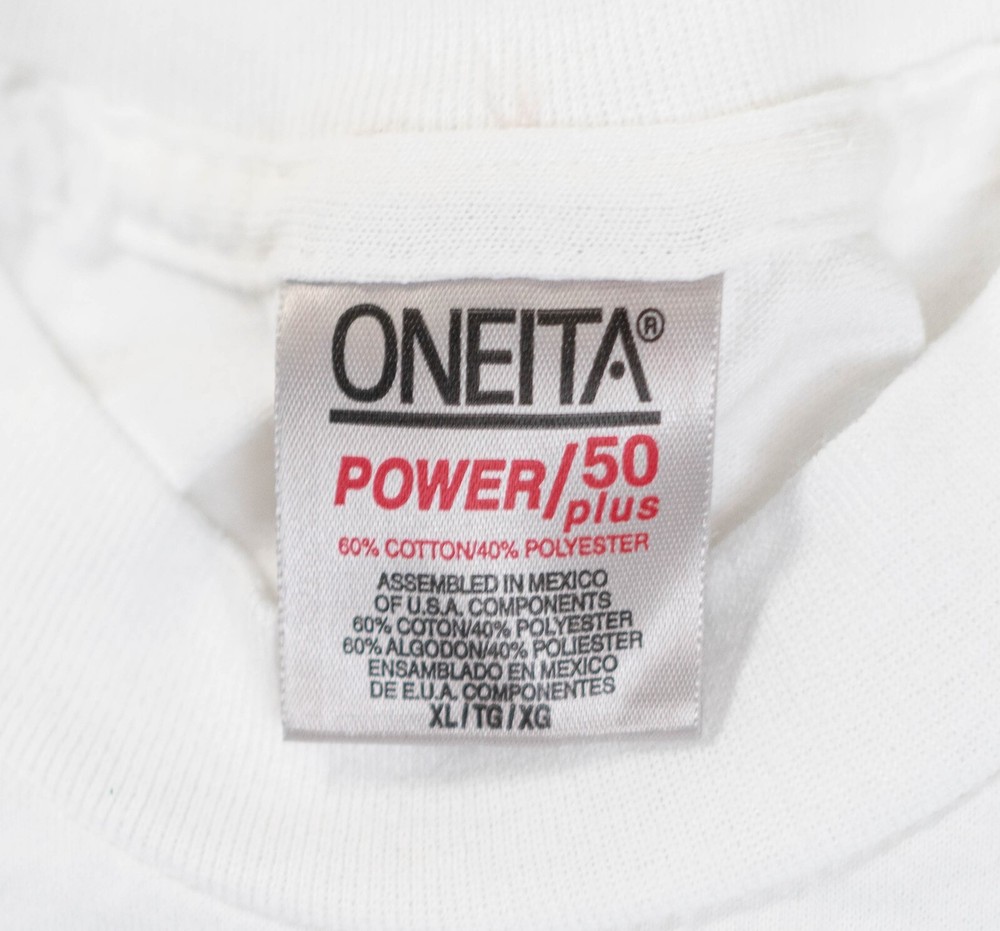 ONEITA®
POWER/50 plus
60% COTTON/40% POLYESTER
ASSEMBLED IN MEXICO
OF U.S.A. COMPONENTS
60% COTON/40% POLYESTER
60% ALGODON/40% POLIESTER
ENSAMBLADO EN MEXICO
DE E.U.A. COMPONENTES
XL/TG/XG